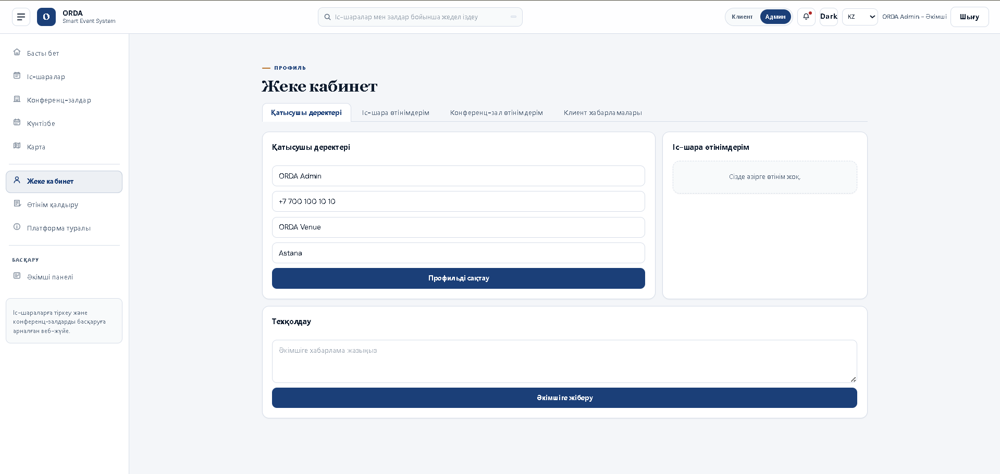 O
ORDA
Smart Event System
Іс-шаралар мен залдар бойынша жедел іздеу
Клиент
Админ
Dark
KZ
ORDA Admin - Әкімші
Шығу
Басты бет
Іс-шаралар
Конференц-залдар
Күнтізбе
Карта
Жеке кабинет
Өтінім қалдыру
Платформа туралы
БАСҚАРУ
Әкімші панелі
Іс-шараларға тіркеу және
конференц-залдарды басқаруға
арналған веб-жүйе.
ПРОФИЛЬ
Жеке кабинет
Қатысушы деректері
Іс-шара өтінімдерім
Конференц-зал өтінімдерім
Клиент хабарламалары
Қатысушы деректері
ORDA Admin
+7 700 100 10 10
ORDA Venue
Astana
Профильді сақтау
Іс-шара өтінімдерім
Сізде әзірге өтінім жоқ.
Техқолдау
Әкімшіге хабарлама жазыңыз
Әкімшіге жіберу